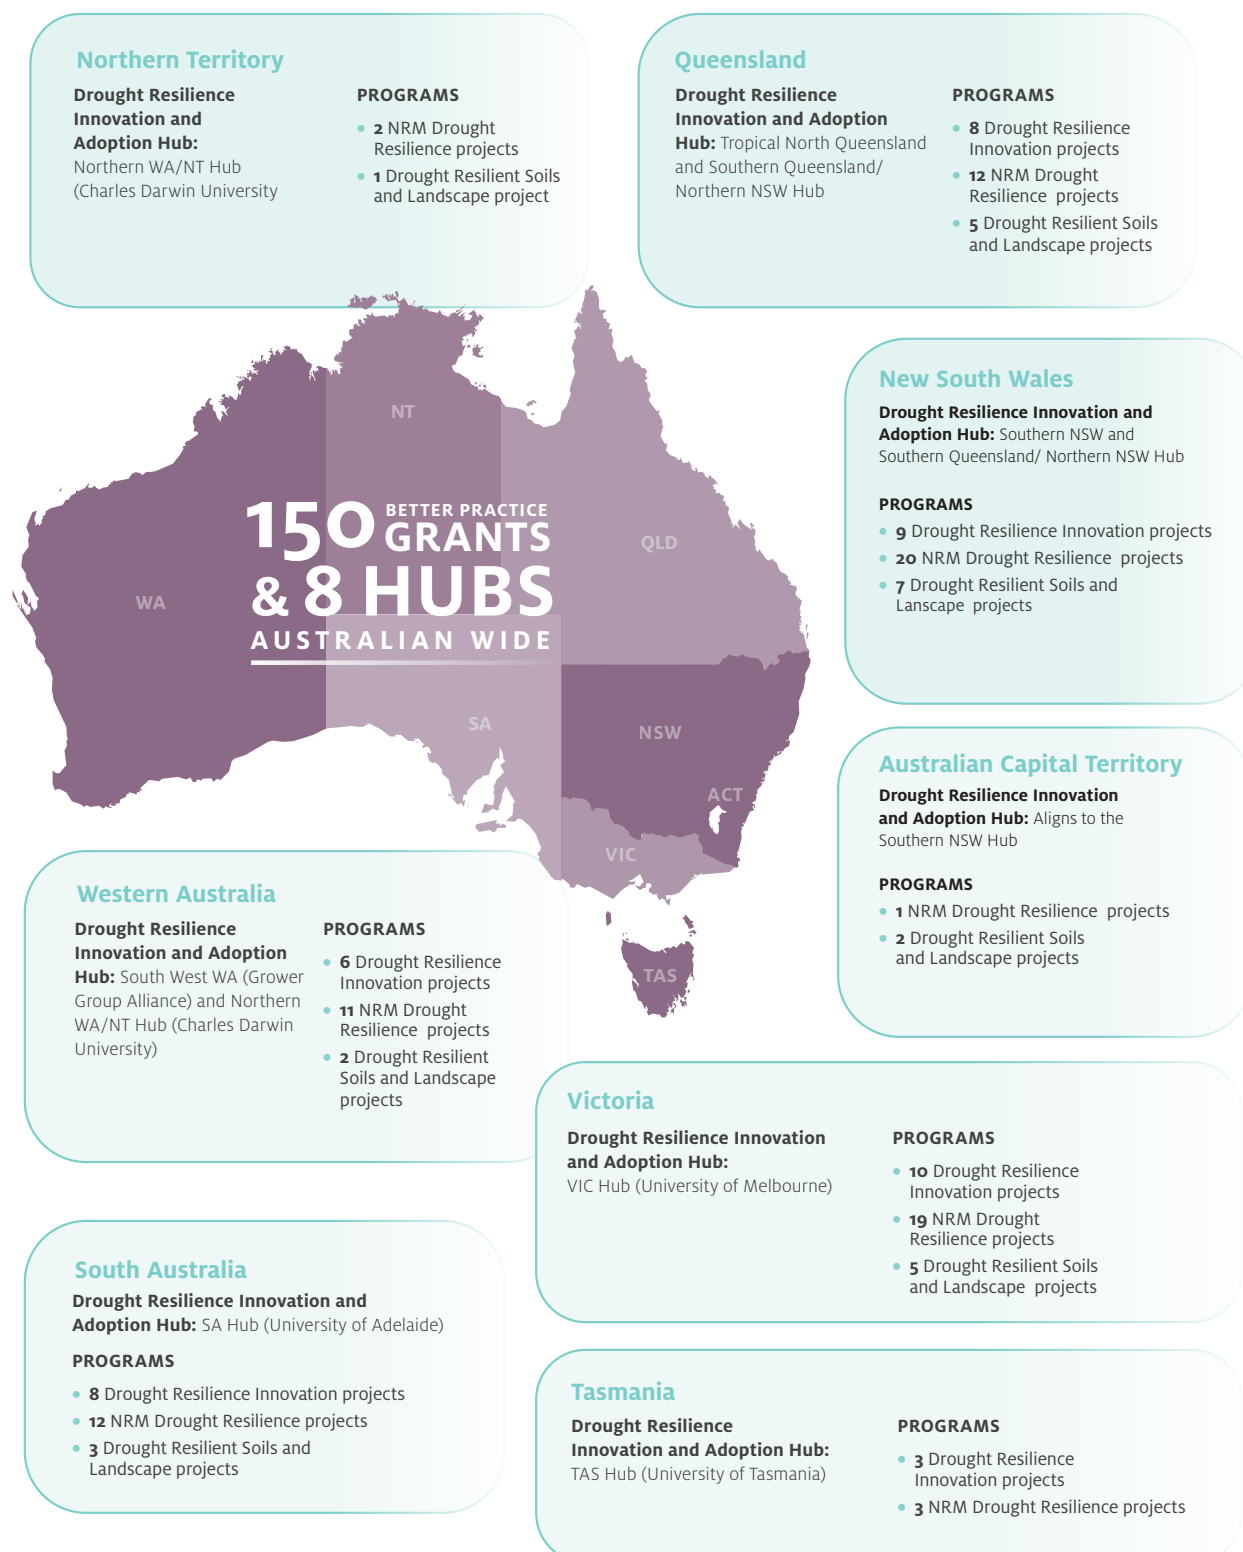 Northern Territory
Drought Resilience
Innovation and
Adoption Hub:
Northern WA/NT Hub
(Charles Darwin University
PROGRAMS
• 2 NRM Drought
Resilience projects
• 1 Drought Resilient Soils
and Landscape project
Queensland
Drought Resilience
Innovation and Adoption
Hub: Tropical North Queensland
and Southern Queensland/
Northern NSW Hub
PROGRAMS
• 8 Drought Resilience
Innovation projects
• 12 NRM Drought
Resilience projects
• 5 Drought Resilient Soils
and Landscape projects
New South Wales
Drought Resilience Innovation and
Adoption Hub: Southern NSW and
Southern Queensland/ Northern NSW Hub
PROGRAMS
• 9 Drought Resilience Innovation projects
• 20 NRM Drought Resilience projects
• 7 Drought Resilient Soils and
Lanscape projects
NT
QLD
WA
SA
NSW
ACT
VIC
TAS
150 BETTER PRACTICE
GRANTS
& 8 HUBS
AUSTRALIAN WIDE
Australian Capital Territory
Drought Resilience Innovation
and Adoption Hub: Aligns to the
Southern NSW Hub
PROGRAMS
• 1 NRM Drought Resilience projects
• 2 Drought Resilient Soils
and Landscape projects
Western Australia
Drought Resilience
Innovation and Adoption
Hub: South West WA (Grower
Group Alliance) and Northern
WA/NT Hub (Charles Darwin
University)
PROGRAMS
• 6 Drought Resilience
Innovation projects
• 11 NRM Drought
Resilience projects
• 2 Drought Resilient
Soils and Landscape
projects
Victoria
Drought Resilience Innovation
and Adoption Hub:
VIC Hub (University of Melbourne)
PROGRAMS
• 10 Drought Resilience
Innovation projects
• 19 NRM Drought
Resilience projects
• 5 Drought Resilient Soils
and Landscape projects
South Australia
Drought Resilience Innovation and
Adoption Hub: SA Hub (University of Adelaide)
PROGRAMS
• 8 Drought Resilience Innovation projects
• 12 NRM Drought Resilience projects
• 3 Drought Resilient Soils and
Landscape projects
Tasmania
Drought Resilience
Innovation and Adoption Hub:
TAS Hub (University of Tasmania)
PROGRAMS
• 3 Drought Resilience
Innovation projects
• 3 NRM Drought Resilience projects